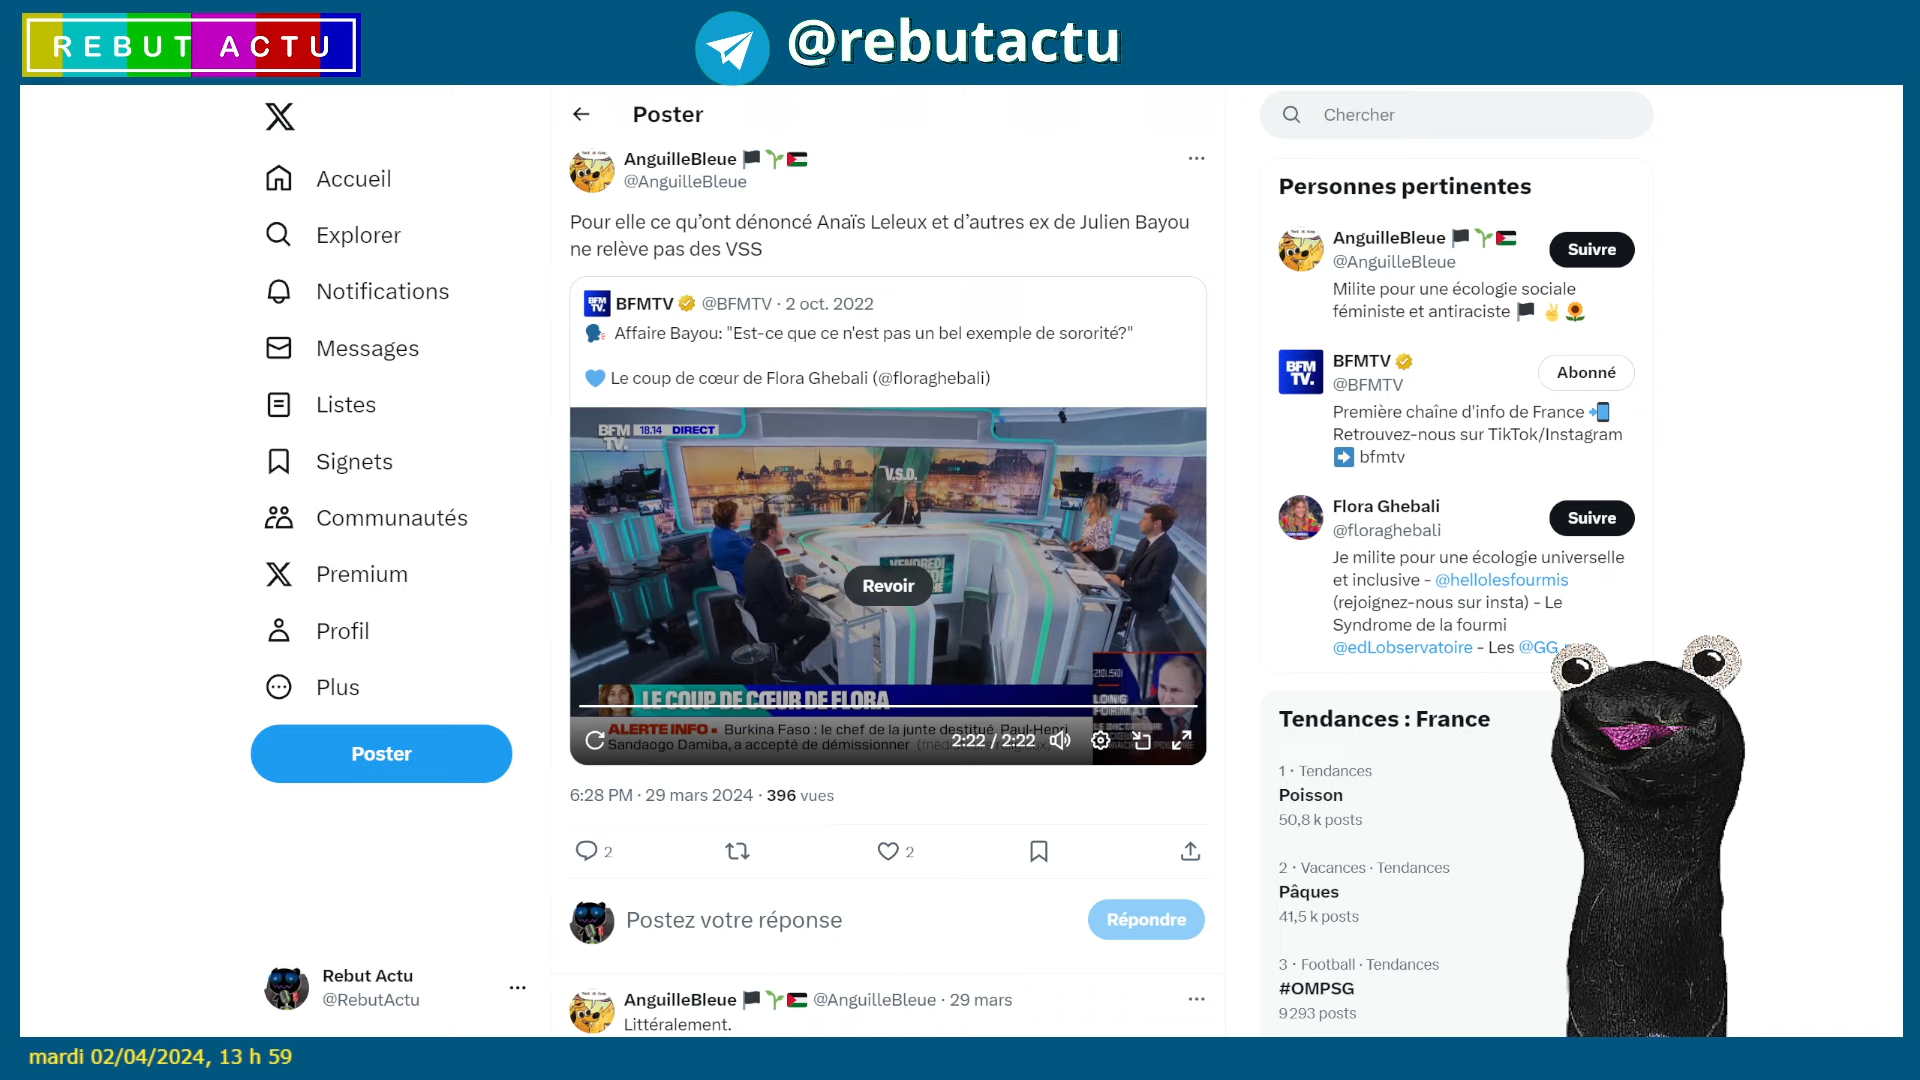 REBUT ACTU
@rebutactu
Poster
Chercher
Accueil
Explorer
Notifications
Messages
Listes
Signets
Communautés
Premium
Profil
Plus
Poster
Rebut Actu
@RebutActu
AnguilleBleue
@AnguilleBleue
Pour elle ce qu’ont dénoncé Anaïs Leleux et d’autres ex de Julien Bayou
ne relève pas des VSS
BFM
TV.
BFMTV @BFMTV · 2 oct. 2022
Affaire Bayou: "Est-ce que ce n'est pas un bel exemple de sororité?"
Le coup de cœur de Flora Ghebali (@floraghebali)
BFM
TV.
18.14 DIRECT
V.S.D.
VENDREDI
Revoir
20.50
LONG
FORMAT
LE COUP DE CŒUR DE FLORA
ALERTE INFO Burkina Faso : le chef de la junte destitué, Paul-Henri
Sandaogo Damiba, a accepté de démissionner
2:22 / 2:22
6:28 PM · 29 mars 2024 · 396 vues
2
2
Postez votre réponse
Répondre
AnguilleBleue @AnguilleBleue · 29 mars
Littéralement.
Personnes pertinentes
AnguilleBleue
@AnguilleBleue
Suivre
Milite pour une écologie sociale
féministe et antiraciste
BFM
TV.
BFMTV
@BFMTV
Abonné
Première chaîne d'info de France
Retrouvez-nous sur TikTok/Instagram
bfmtv
Flora Ghebali
@floraghebali
Suivre
Je milite pour une écologie universelle
et inclusive - @hellolesfourmis
(rejoignez-nous sur insta) - Le
Syndrome de la fourmi
@edLobservatoire - Les @GG
Tendances : France
1 · Tendances
Poisson
50,8 k posts
2 · Vacances · Tendances
Pâques
41,5 k posts
3 · Football · Tendances
#OMPSG
9 293 posts
mardi 02/04/2024, 13 h 59